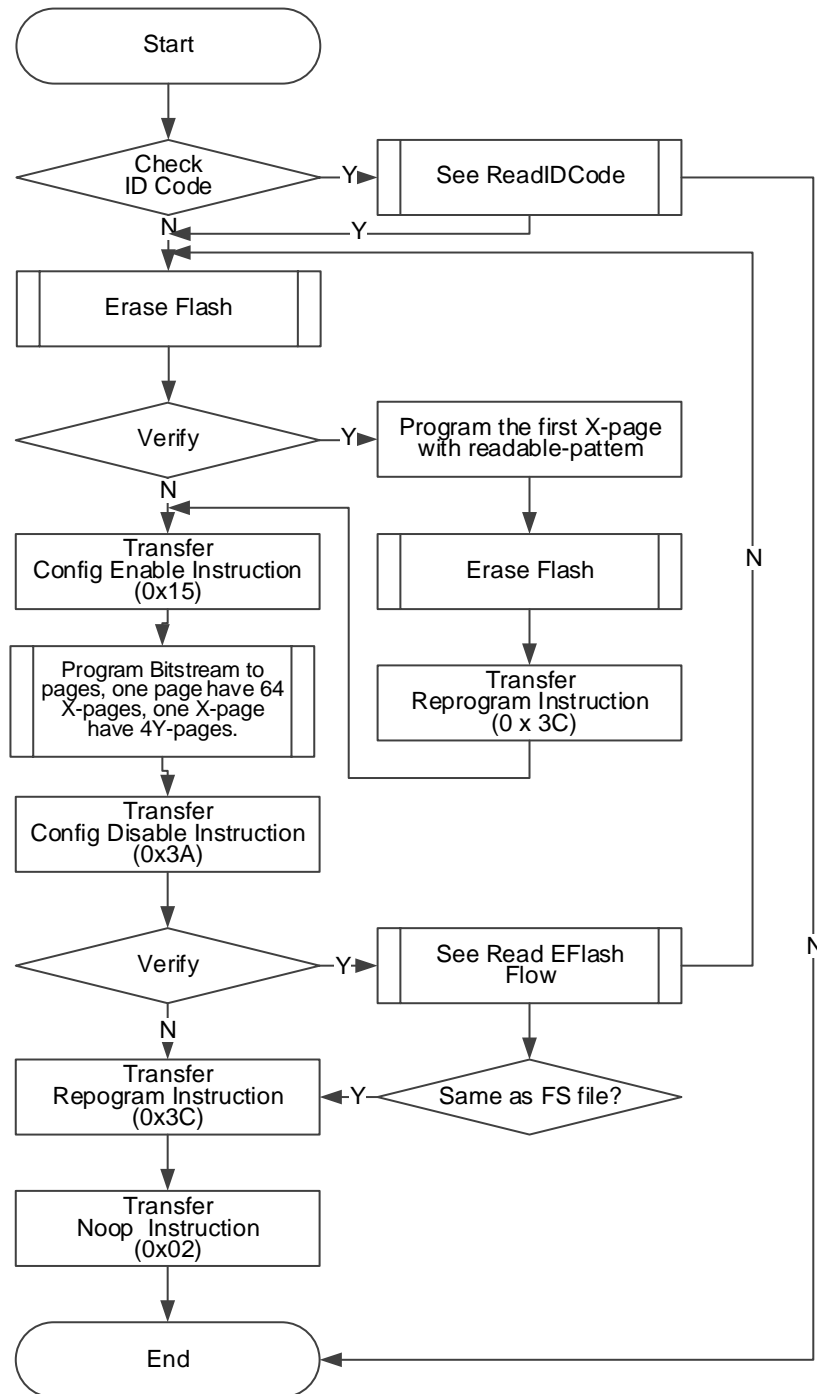 Start
Check
ID Code
Y
See ReadIDCode
N
Y
Erase Flash
Verify
Y
Program the first X-page
with readable-pattem
N
Transfer
Config Enable Instruction
(0x15)
Erase Flash
N
Program Bitstream to
pages, one page have 64
X-pages, one X-page
have 4Y-pages.
Transfer
Reprogram Instruction
(0 x 3C)
Transfer
Config Disable Instruction
(0x3A)
Verify
Y
See Read EFlash
Flow
N
N
Transfer
Repogram Instruction
(0x3C)
Y
Same as FS file?
Transfer
Noop Instruction
(0x02)
End